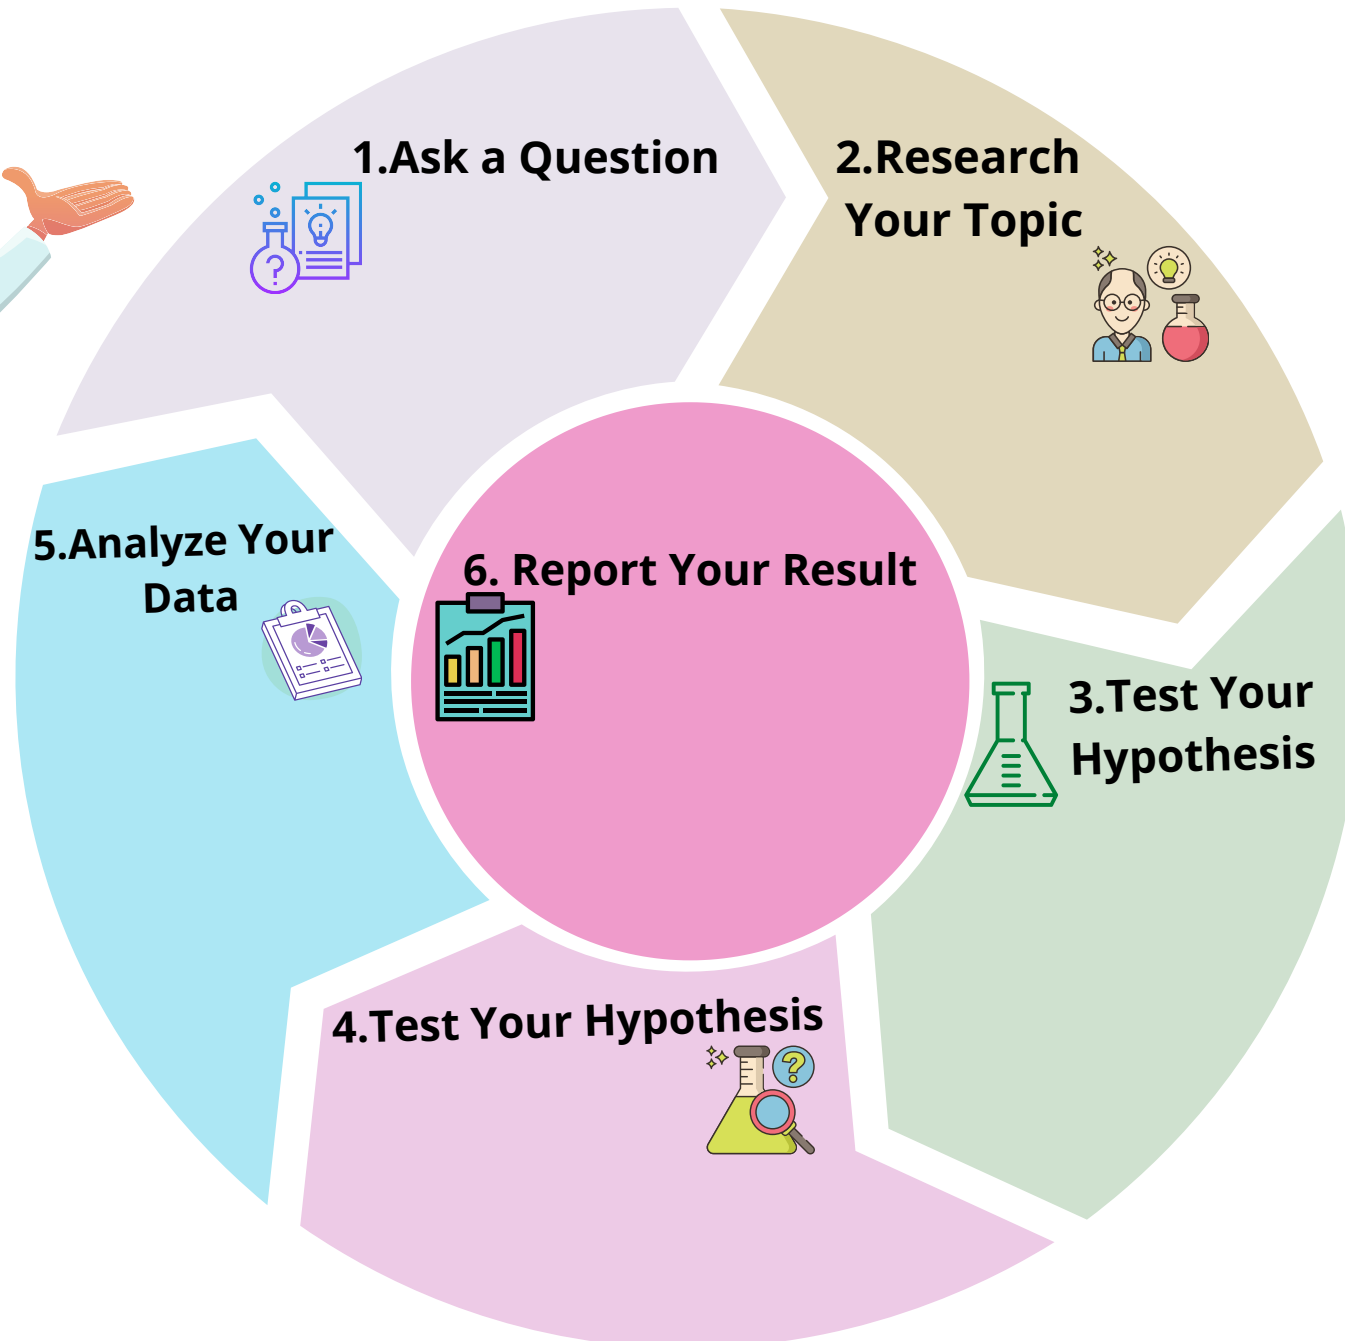 1.Ask a Question
2.Research
Your Topic
3.Test Your
Hypothesis
4.Test Your Hypothesis
5.Analyze Your
Data
6. Report Your Result